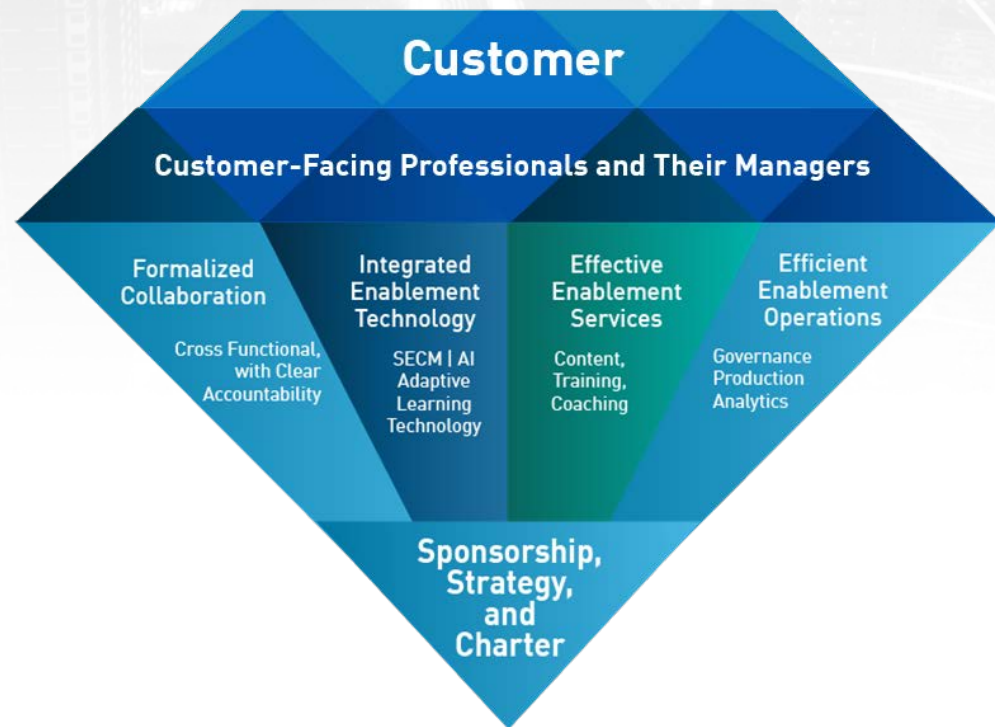 Customer
Customer-Facing Professionals and Their Managers
Formalized
Collaboration
Cross Functional,
with Clear
Accountability
Integrated
Enablement
Technology
SECM | AI
Adaptive
Learning
Technology
Effective
Enablement
Services
Content,
Training,
Coaching
Efficient
Enablement
Operations
Governance
Production
Analytics
Sponsorship,
Strategy,
and
Charter